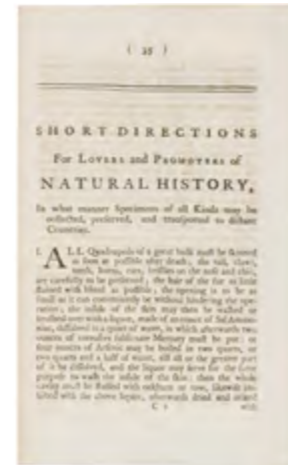 ( 35 )
SHORT DIRECTIONS
For LOVERS and PROMOTERS of
NATURAL HISTORY,
In what manner Specimens of all Kinds may be
collected, preserved, and transported to distant
Countries.
I. ALL Quadrupeds of a great bulk must be skinned
as soon as possible after death; the tail, claws,
teeth, horns, ears, bristles on the nose and chin,
are carefully to be preserved; the hair of the fur as little
stained with blood as possible; the opening is to be as
small as it can conveniently be without hindering the ope-
ration; the inside of the skin may then be washed or
brushed over with a liquor, made of an ounce of Sal Ammo-
niac, dissolved in a quart of water, in which afterwards two
ounces of corrosive sublimate Mercury must be put; or
four ounces of Arsenic may be boiled in two quarts, or
two quarts and a half of water, till all or the greater part
of it be dissolved, and the liquor may serve for the same
purpose to wash the inside of the skin: then the whole
cavity must be stuffed with oakum or tow, likewise
with the above liquor, afterwards dried and
C 2 with